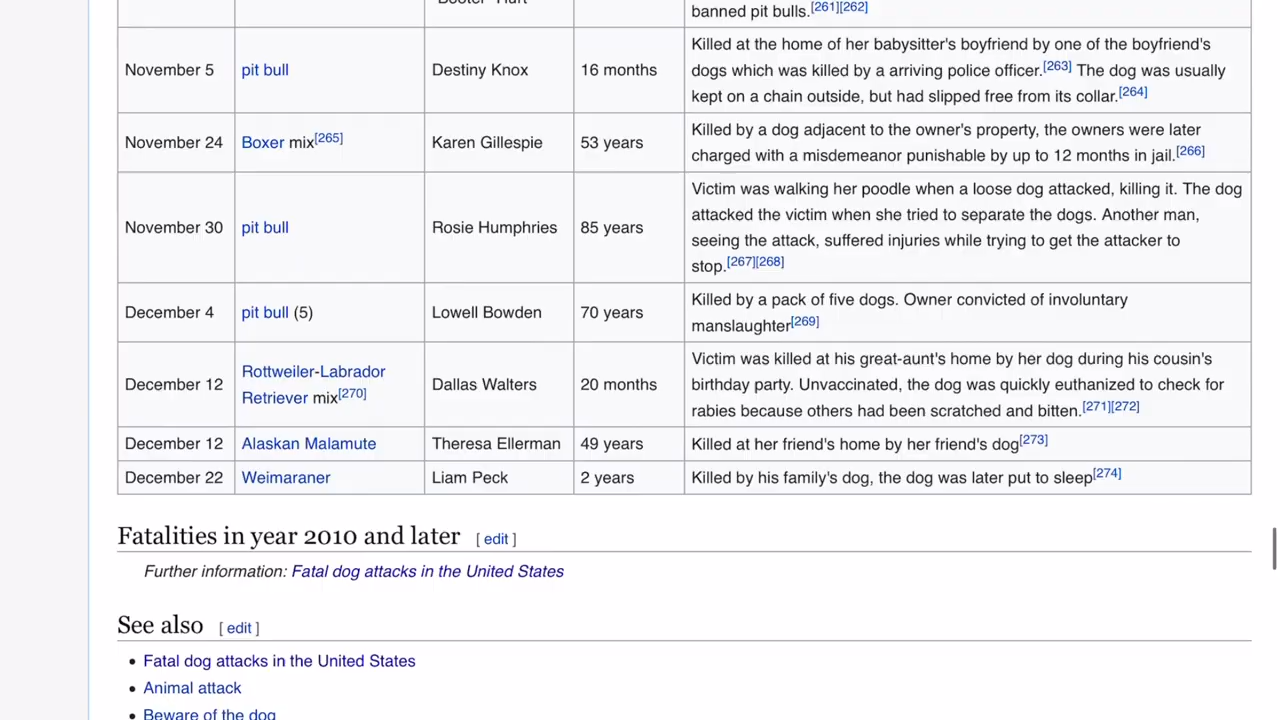 banned pit bulls.[261][262]
November 5 pit bull Destiny Knox 16 months Killed at the home of her babysitter's boyfriend by one of the boyfriend's
dogs which was killed by a arriving police officer.[263] The dog was usually
kept on a chain outside, but had slipped free from its collar.[264]
November 24 Boxer mix[265] Karen Gillespie 53 years Killed by a dog adjacent to the owner's property, the owners were later
charged with a misdemeanor punishable by up to 12 months in jail.[266]
November 30 pit bull Rosie Humphries 85 years Victim was walking her poodle when a loose dog attacked, killing it. The dog
attacked the victim when she tried to separate the dogs. Another man,
seeing the attack, suffered injuries while trying to get the attacker to
stop.[267][268]
December 4 pit bull (5) Lowell Bowden 70 years Killed by a pack of five dogs. Owner convicted of involuntary
manslaughter[269]
December 12 Rottweiler-Labrador
Retriever mix[270] Dallas Walters 20 months Victim was killed at his great-aunt's home by her dog during his cousin's
birthday party. Unvaccinated, the dog was quickly euthanized to check for
rabies because others had been scratched and bitten.[271][272]
December 12 Alaskan Malamute Theresa Ellerman 49 years Killed at her friend's home by her friend's dog[273]
December 22 Weimaraner Liam Peck 2 years Killed by his family's dog, the dog was later put to sleep[274]
Fatalities in year 2010 and later [ edit ]
Further information: Fatal dog attacks in the United States
See also [ edit ]
• Fatal dog attacks in the United States
• Animal attack
• Beware of the dog